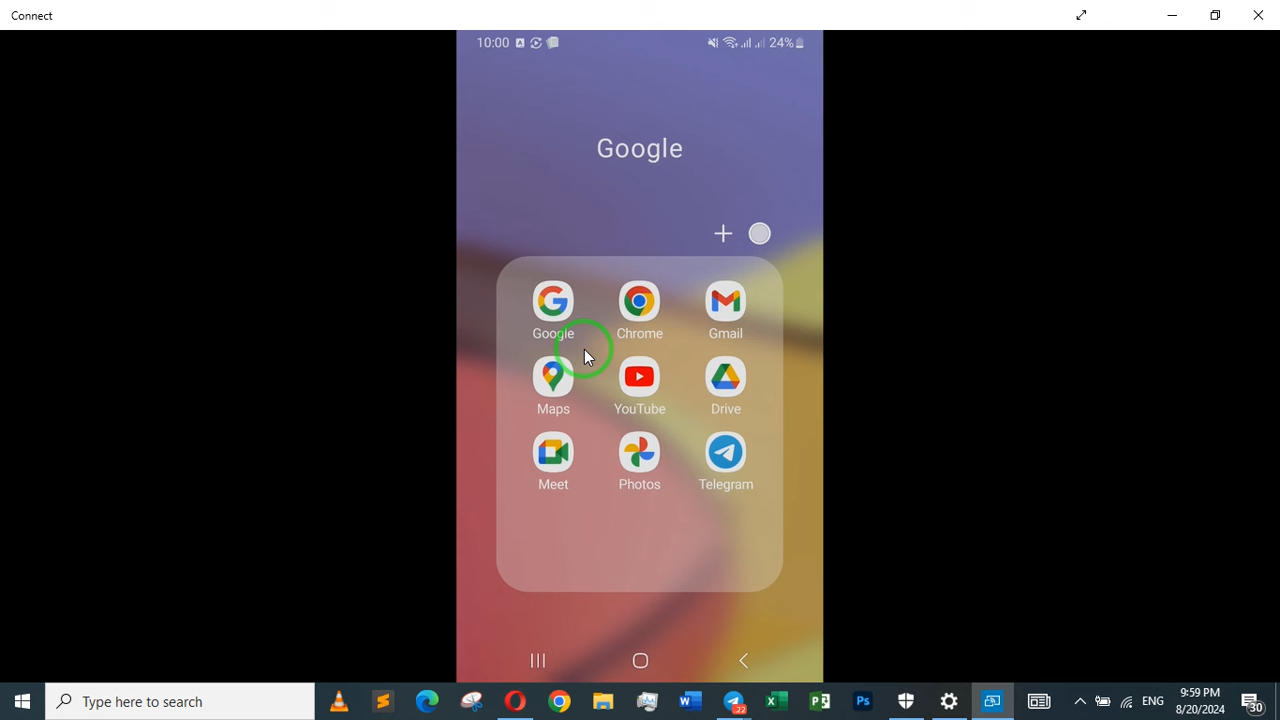 Connect
10:00
24%
Google
Google Chrome Gmail
Maps YouTube Drive
Meet Photos Telegram
Type here to search
22
ENG
9:59 PM
8/20/2024
30